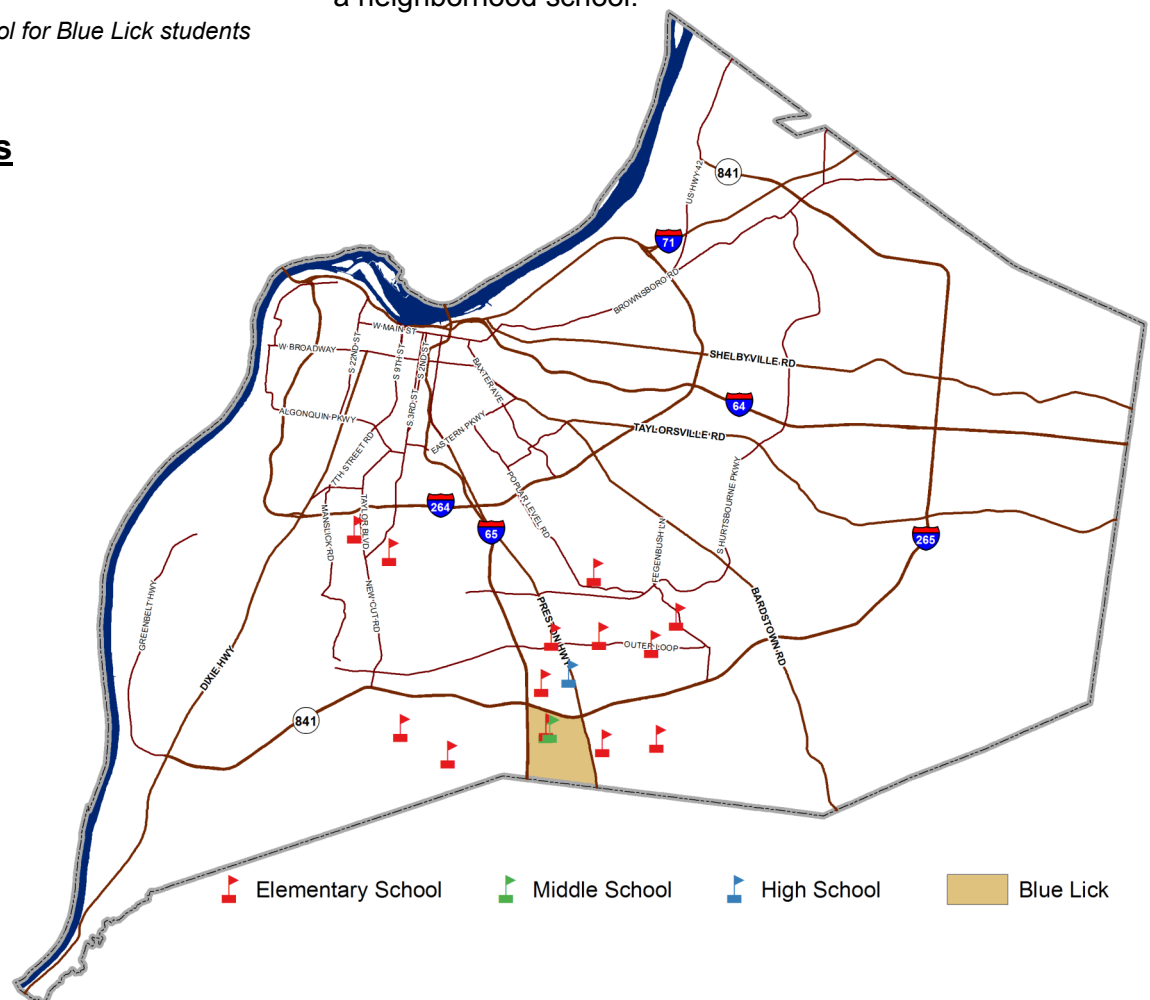 a neighborhood school.
ol for Blue Lick students
s
841
US HWY 42
71
BROWNSBORO RD
W MAIN ST
W BROADWAY
S 22ND ST
S 9TH ST
S 2ND ST
S 3RD ST
BAXTER AVE
SHELBYVILLE RD
64
ALGONQUIN PKWY
EASTERN PKWY
TAYLORSVILLE RD
7TH STREET RD
POPLAR LEVEL RD
S HURTSBOURNE PKWY
264
65
265
MANSLICK RD
TAYLOR BLVD
FEGENBUSH LN
NEW CUT RD
GREENBELT HWY
PRESTON HWY
BARDSTOWN RD
OUTER LOOP
DIXIE HWY
841
Elementary School
Middle School
High School
Blue Lick